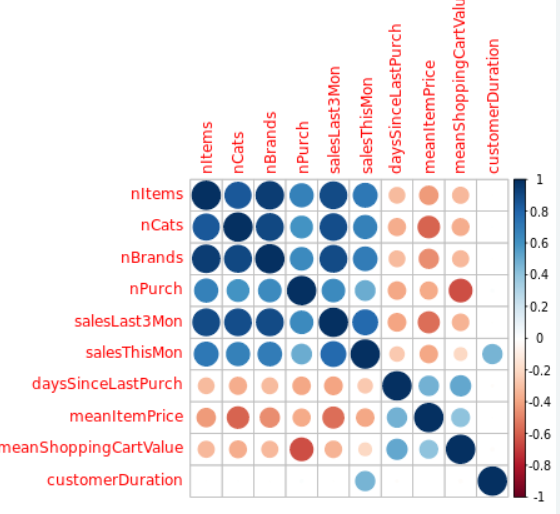 nItems
nCats
nBrands
nPurch
salesLast3Mon
salesThisMon
daysSinceLastPurch
meanItemPrice
meanShoppingCartValu
customerDuration
nItems
nCats
nBrands
nPurch
salesLast3Mon
salesThisMon
daysSinceLastPurch
meanItemPrice
meanShoppingCartValue
customerDuration
1
0.8
0.6
0.4
0.2
0
-0.2
-0.4
-0.6
-0.8
-1